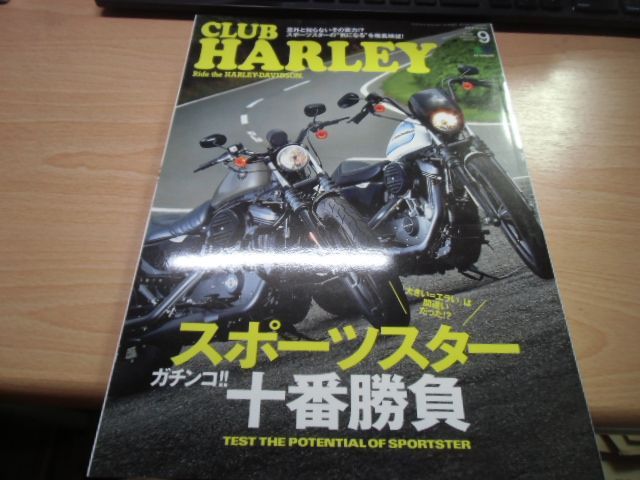 CLUB
HARLEY
Ride the HARLEY-DAVIDSON.
意外と知らないその実力!?
スポーツスターの"気になる"を徹底検証!
9
"大きい=エラい"は
間違い
だった!?
スポーツスター
ガチンコ!!
十番勝負
TEST THE POTENTIAL OF SPORTSTER